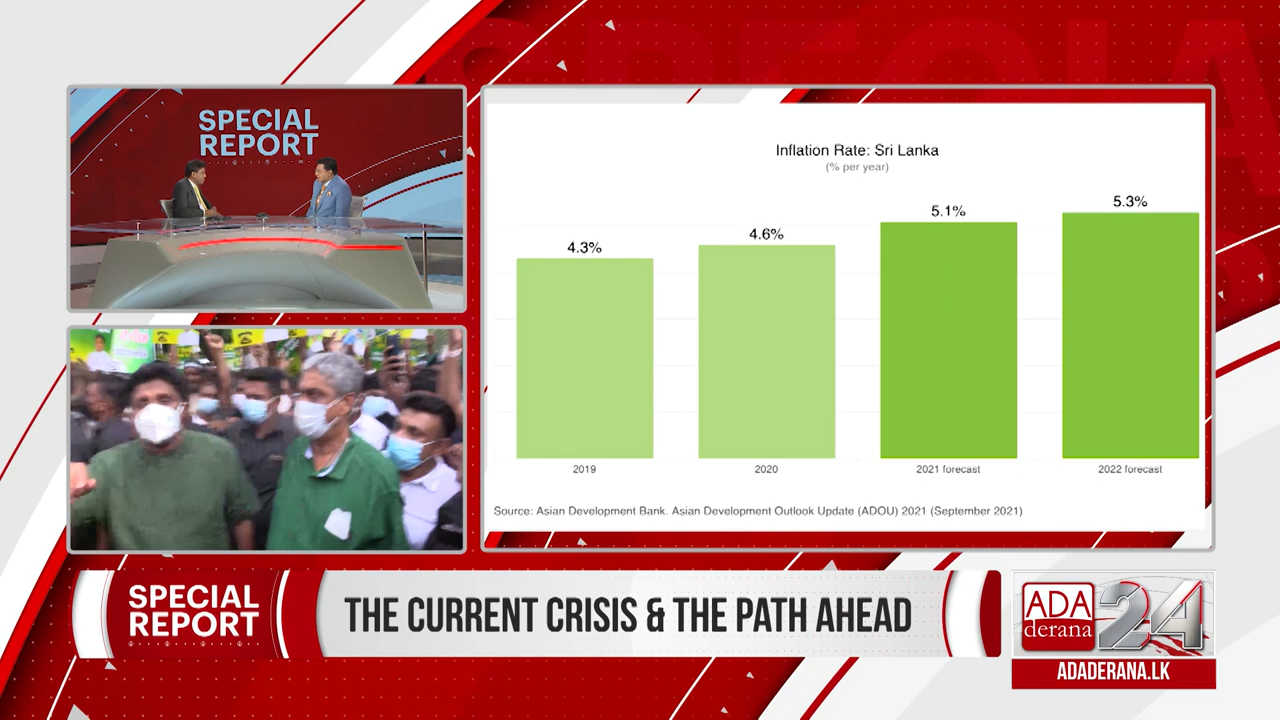 SPECIAL
REPORT
Inflation Rate: Sri Lanka
(% per year)
4.3%
4.6%
5.1%
5.3%
2019
2020
2021 forecast
2022 forecast
Source: Asian Development Bank. Asian Development Outlook Update (ADOU) 2021 (September 2021)
SPECIAL
REPORT
THE CURRENT CRISIS & THE PATH AHEAD
ADA
derana
24
ADADERANA.LK